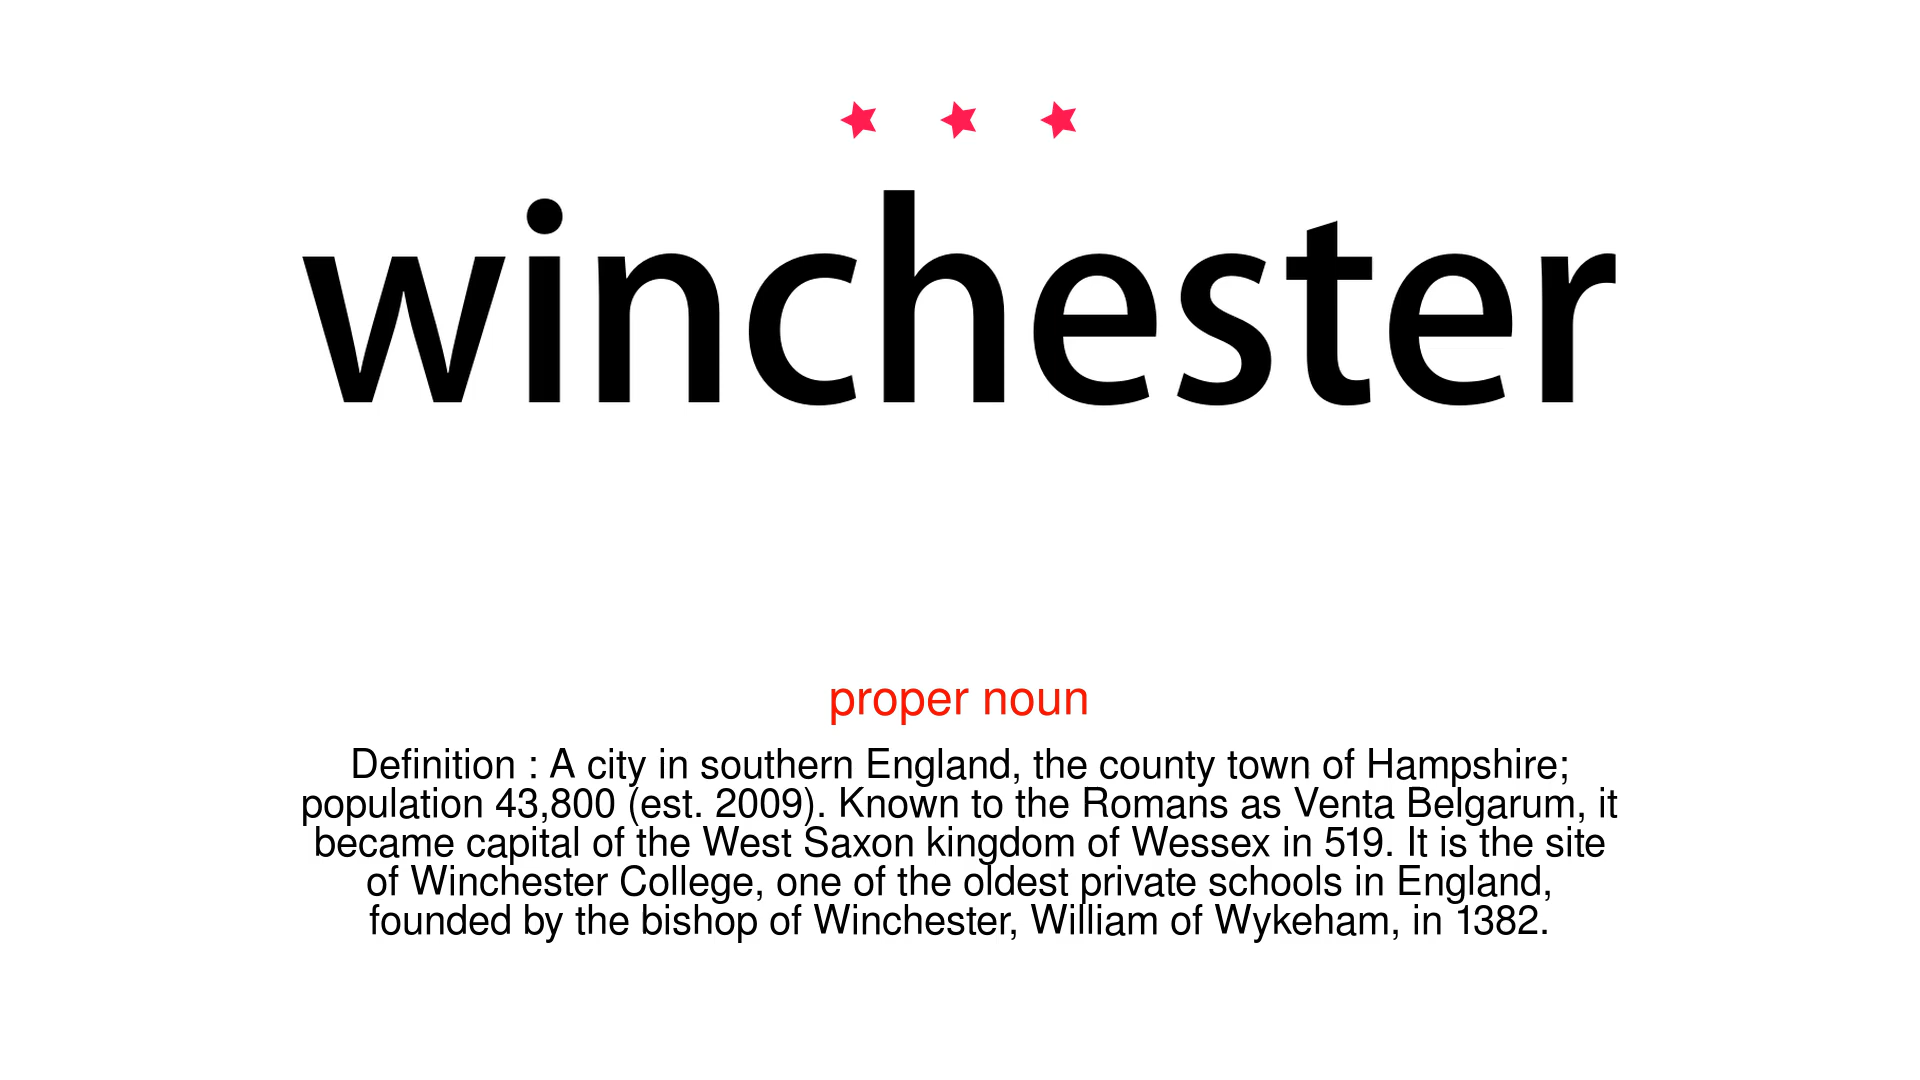 winchester
proper noun
Definition : A city in southern England, the county town of Hampshire;
population 43,800 (est. 2009). Known to the Romans as Venta Belgarum, it
became capital of the West Saxon kingdom of Wessex in 519. It is the site
of Winchester College, one of the oldest private schools in England,
founded by the bishop of Winchester, William of Wykeham, in 1382.